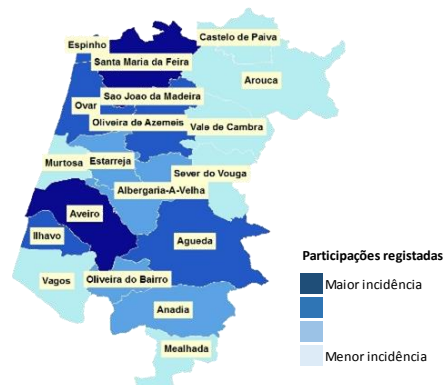 Castelo de Paiva
Espinho
Santa Maria da Feira
Arouca
Sao Joao da Madeira
Ovar
Oliveira de Azemeis
Vale de Cambra
Murtosa
Estarreja
Sever do Vouga
Albergaria-A-Velha
Aveiro
Ilhavo
Agueda
Vagos
Oliveira do Bairro
Anadia
Mealhada
Participações registadas
Maior incidência
Menor incidência